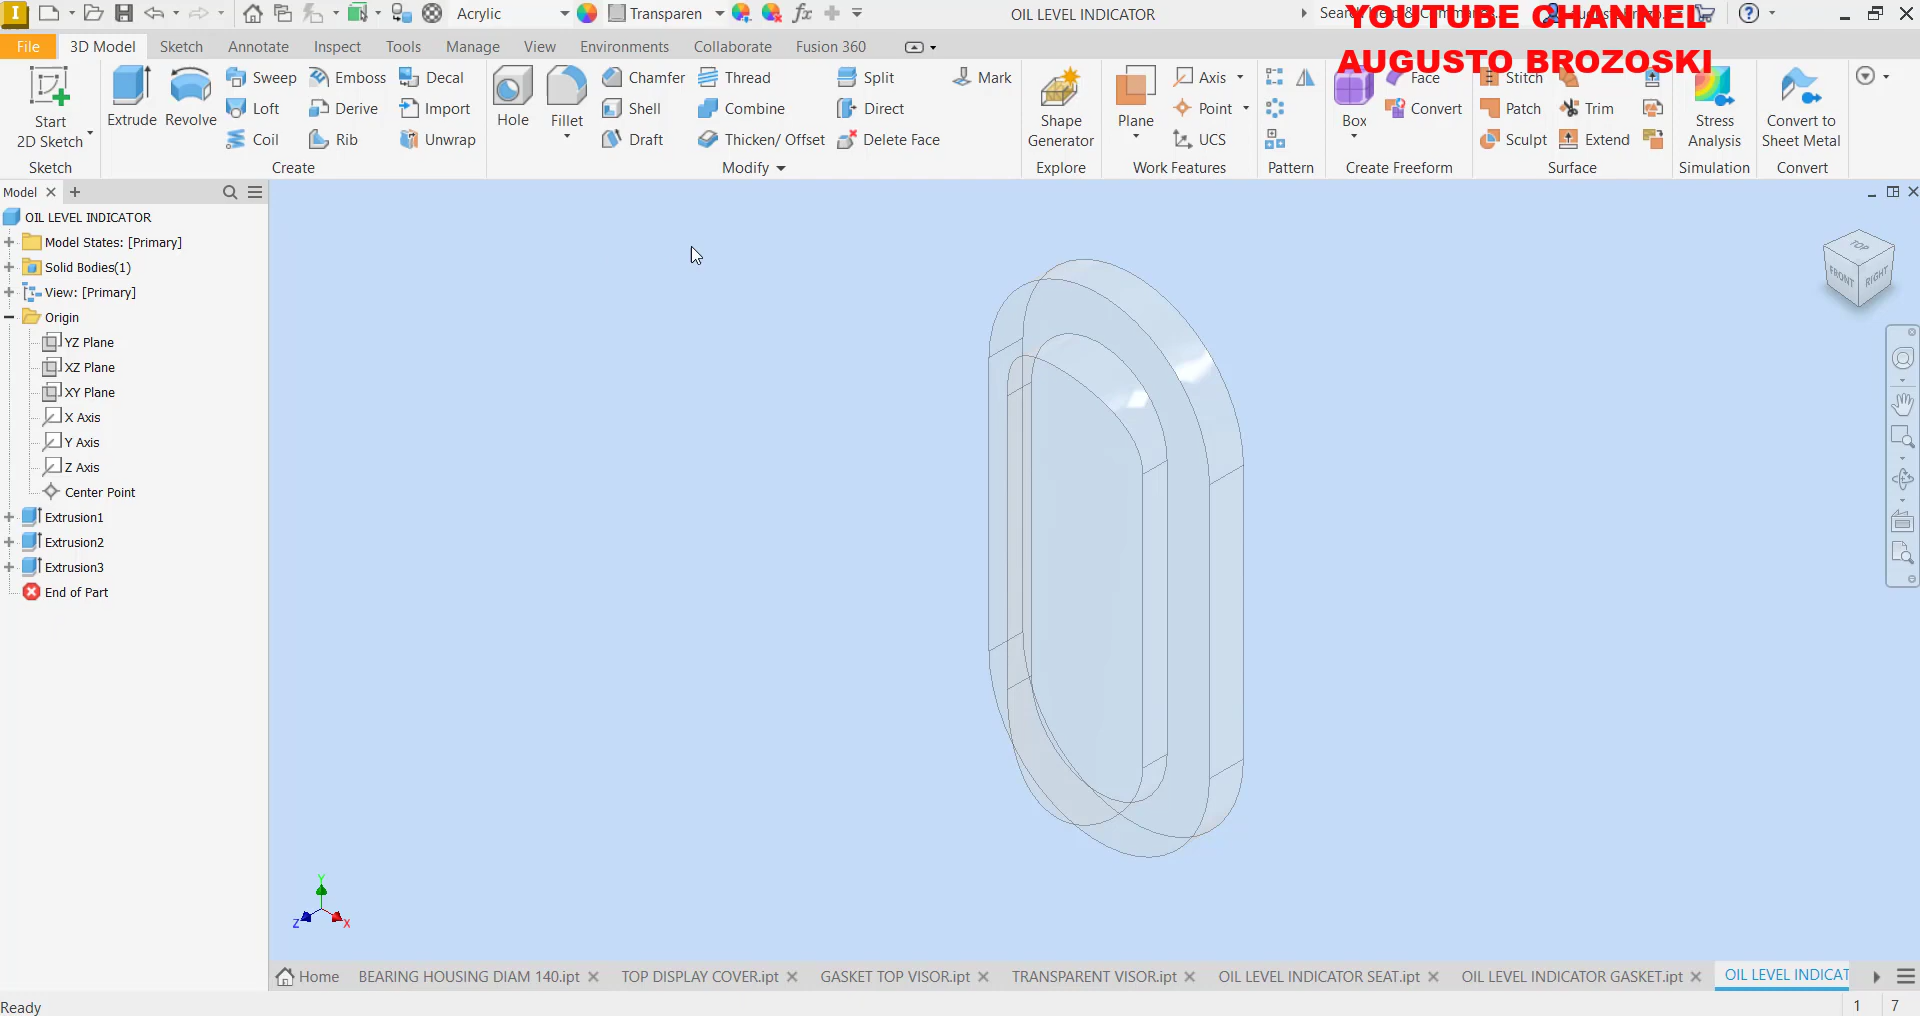 I Acrylic Transparen fx OIL LEVEL INDICATOR
YOUTUBE CHANNEL
AUGUSTO BROZOSKI
File 3D Model Sketch Annotate Inspect Tools Manage View Environments Collaborate Fusion 360
Start 2D Sketch
Extrude
Revolve
Sweep
Loft
Coil
Emboss
Derive
Rib
Decal
Import
Unwrap
Hole
Fillet
Chamfer
Shell
Draft
Thread
Combine
Thicken/ Offset
Split
Direct
Delete Face
Mark
Shape Generator
Plane
Axis
Point
UCS
Box
Face
Convert
Stitch
Patch
Sculpt
Trim
Extend
Stress Analysis
Convert to Sheet Metal
Sketch Create Modify Explore Work Features Pattern Create Freeform Surface Simulation Convert
Model
OIL LEVEL INDICATOR
Model States: [Primary]
Solid Bodies(1)
View: [Primary]
Origin
YZ Plane
XZ Plane
XY Plane
X Axis
Y Axis
Z Axis
Center Point
Extrusion1
Extrusion2
Extrusion3
End of Part
TOP
FRONT
RIGHT
Y
Z
X
Home BEARING HOUSING DIAM 140.ipt TOP DISPLAY COVER.ipt GASKET TOP VISOR.ipt TRANSPARENT VISOR.ipt OIL LEVEL INDICATOR SEAT.ipt OIL LEVEL INDICATOR GASKET.ipt OIL LEVEL INDICAT
Ready 1 7